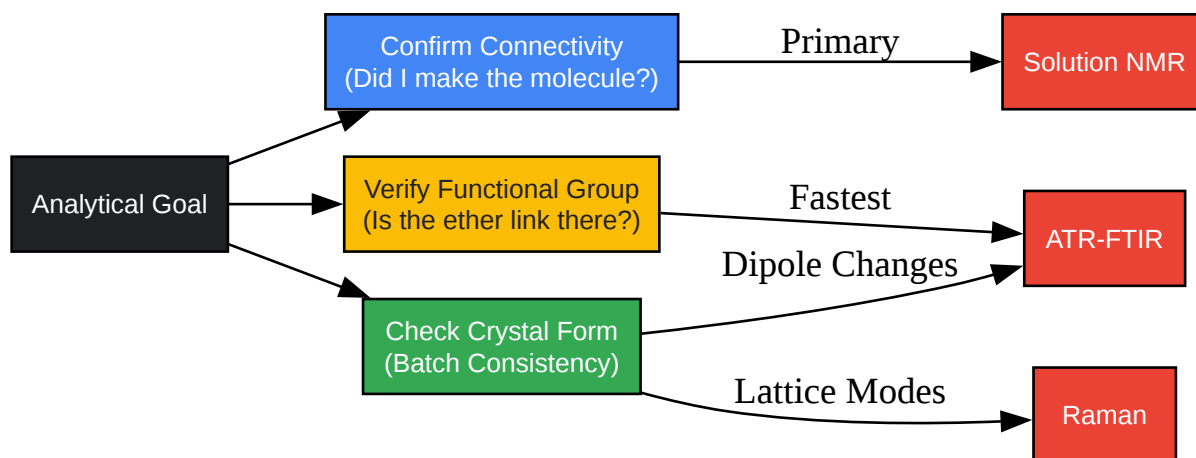 Confirm Connectivity
(Did I make the molecule?)
Primary
Solution NMR
Analytical Goal
Verify Functional Group
(Is the ether link there?)
Fastest
ATR-FTIR
Dipole Changes
Check Crystal Form
(Batch Consistency)
Lattice Modes
Raman